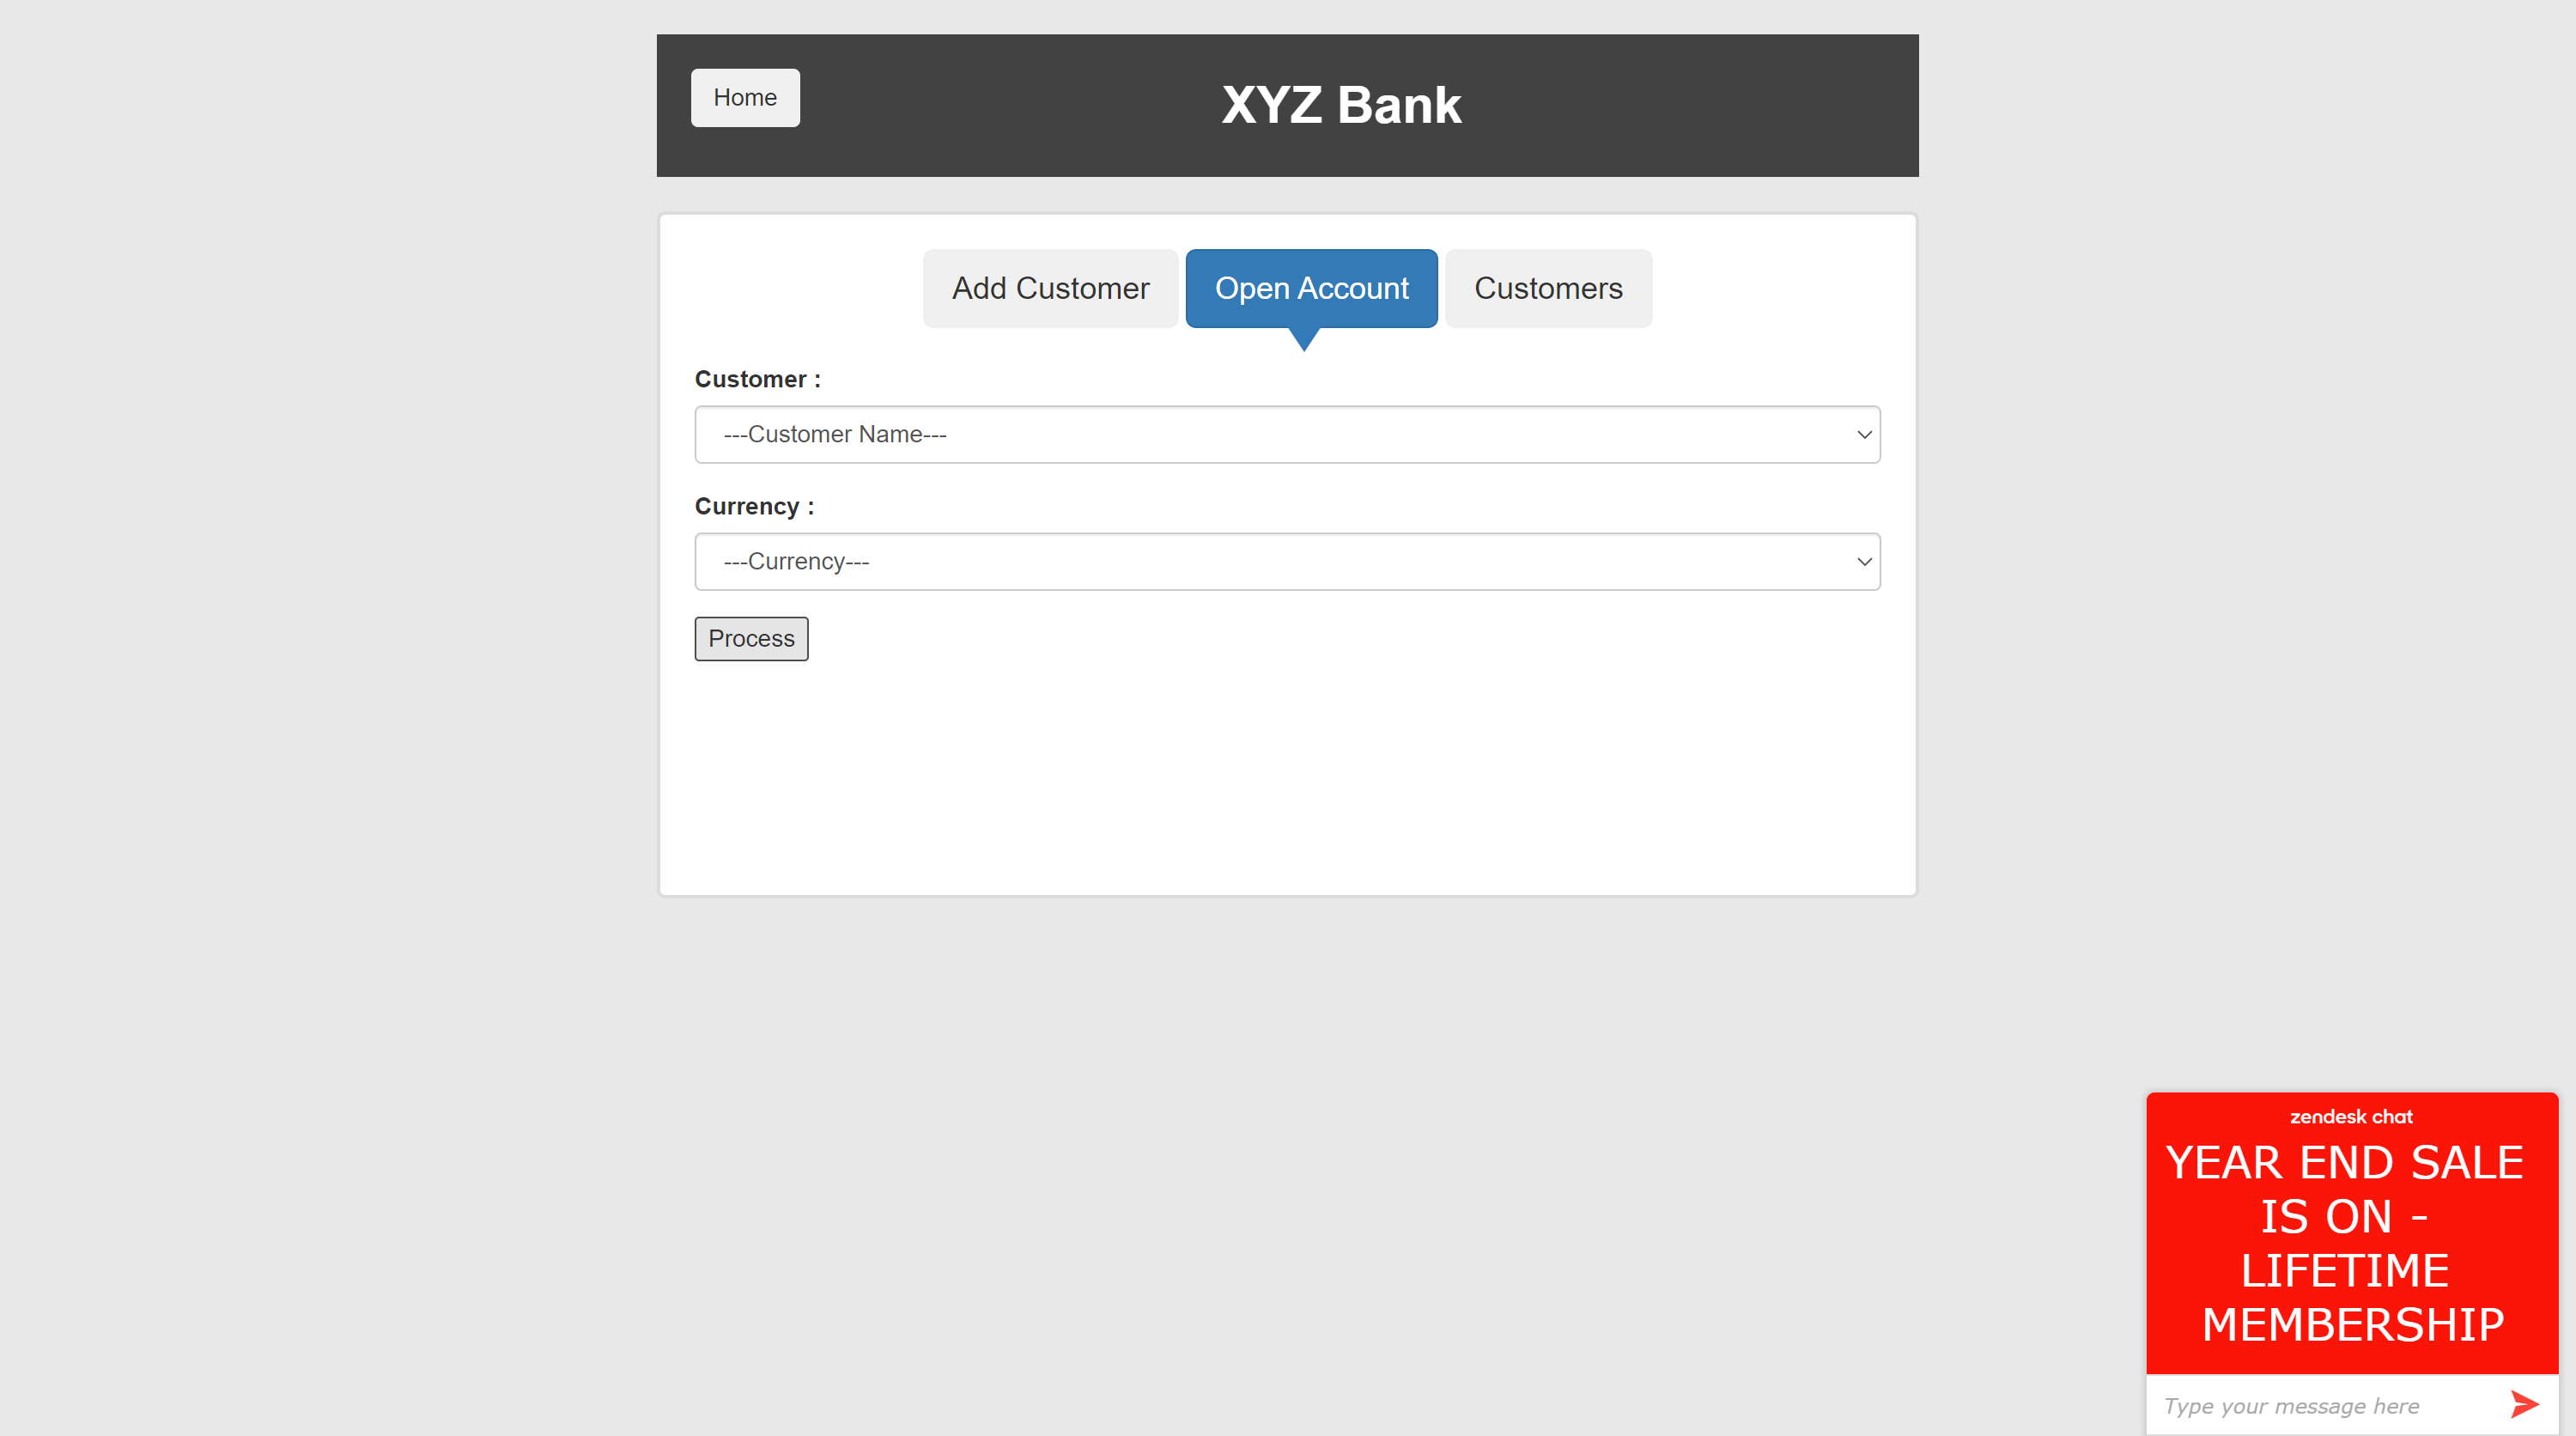 Home
XYZ Bank
Add Customer
Open Account
Customers
Customer :
---Customer Name---
Currency :
---Currency---
Process
zendesk chat
YEAR END SALE
IS ON -
LIFETIME
MEMBERSHIP
Type your message here